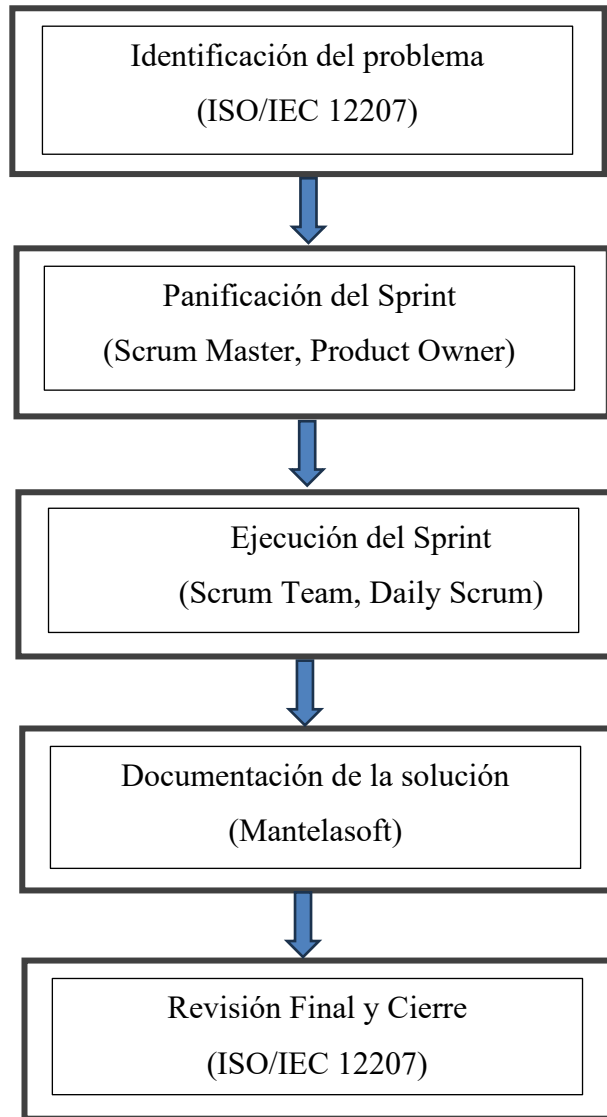 Identificación del problema
(ISO/IEC 12207)
Panificación del Sprint
(Scrum Master, Product Owner)
Ejecución del Sprint
(Scrum Team, Daily Scrum)
Documentación de la solución
(Mantelasoft)
Revisión Final y Cierre
(ISO/IEC 12207)